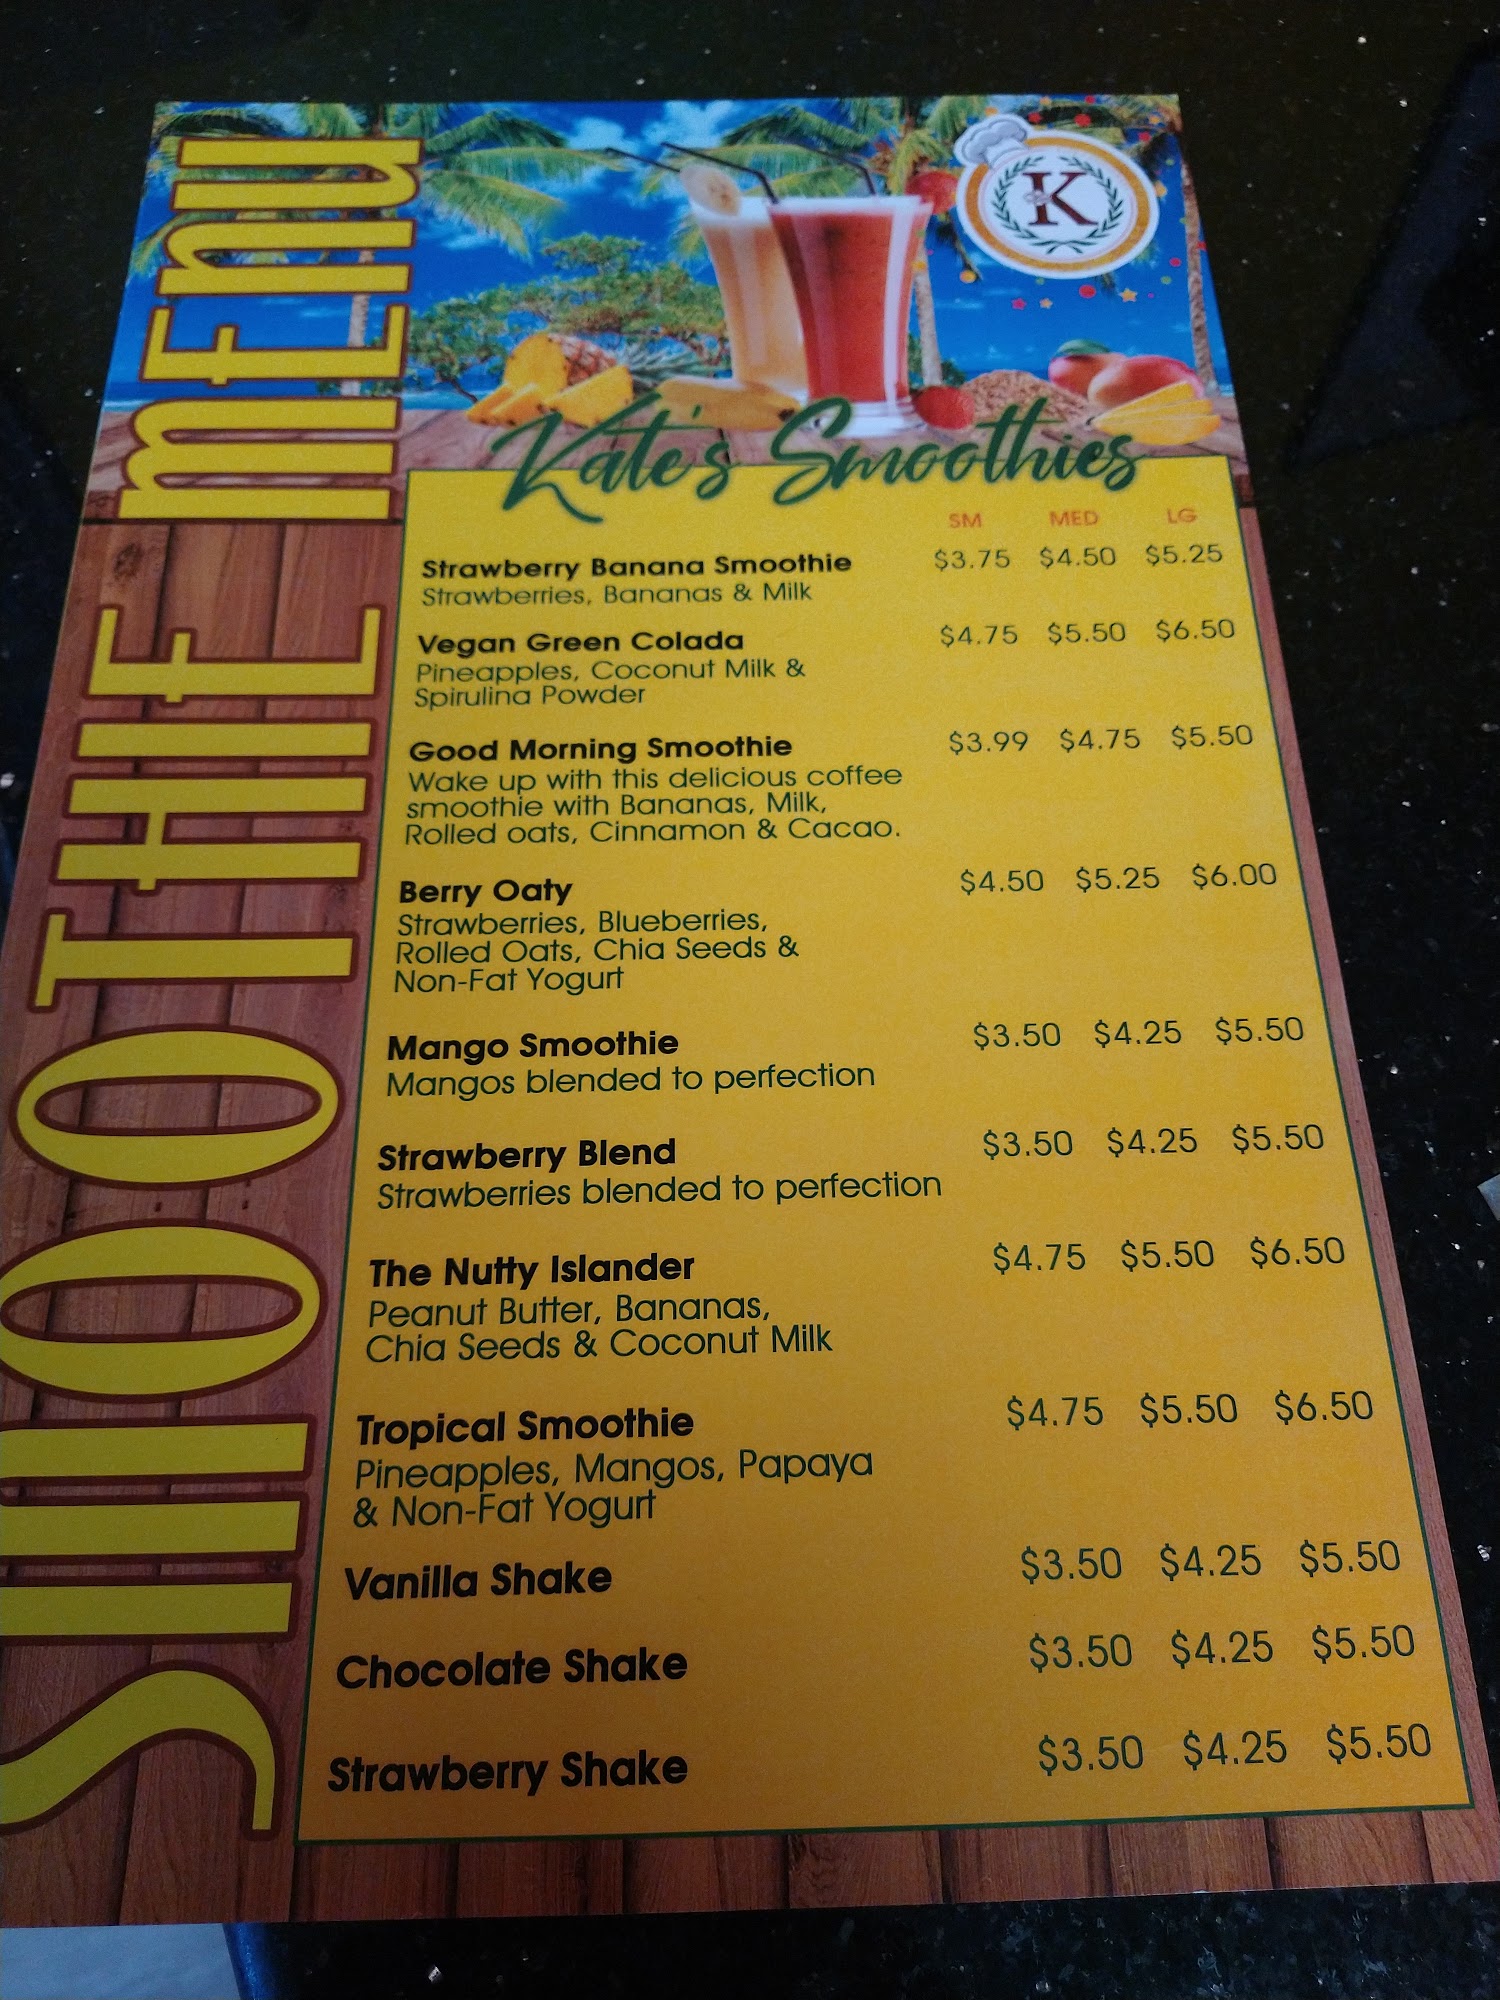 SMOOTHIE MENU
K
Kate's Smoothies
SM MED LG
Strawberry Banana Smoothie $3.75 $4.50 $5.25
Strawberries, Bananas & Milk
Vegan Green Colada $4.75 $5.50 $6.50
Pineapples, Coconut Milk &
Spirulina Powder
Good Morning Smoothie $3.99 $4.75 $5.50
Wake up with this delicious coffee
smoothie with Bananas, Milk,
Rolled oats, Cinnamon & Cacao.
Berry Oaty $4.50 $5.25 $6.00
Strawberries, Blueberries,
Rolled Oats, Chia Seeds &
Non-Fat Yogurt
Mango Smoothie $3.50 $4.25 $5.50
Mangos blended to perfection
Strawberry Blend $3.50 $4.25 $5.50
Strawberries blended to perfection
The Nutty Islander $4.75 $5.50 $6.50
Peanut Butter, Bananas,
Chia Seeds & Coconut Milk
Tropical Smoothie $4.75 $5.50 $6.50
Pineapples, Mangos, Papaya
& Non-Fat Yogurt
Vanilla Shake $3.50 $4.25 $5.50
Chocolate Shake $3.50 $4.25 $5.50
Strawberry Shake $3.50 $4.25 $5.50